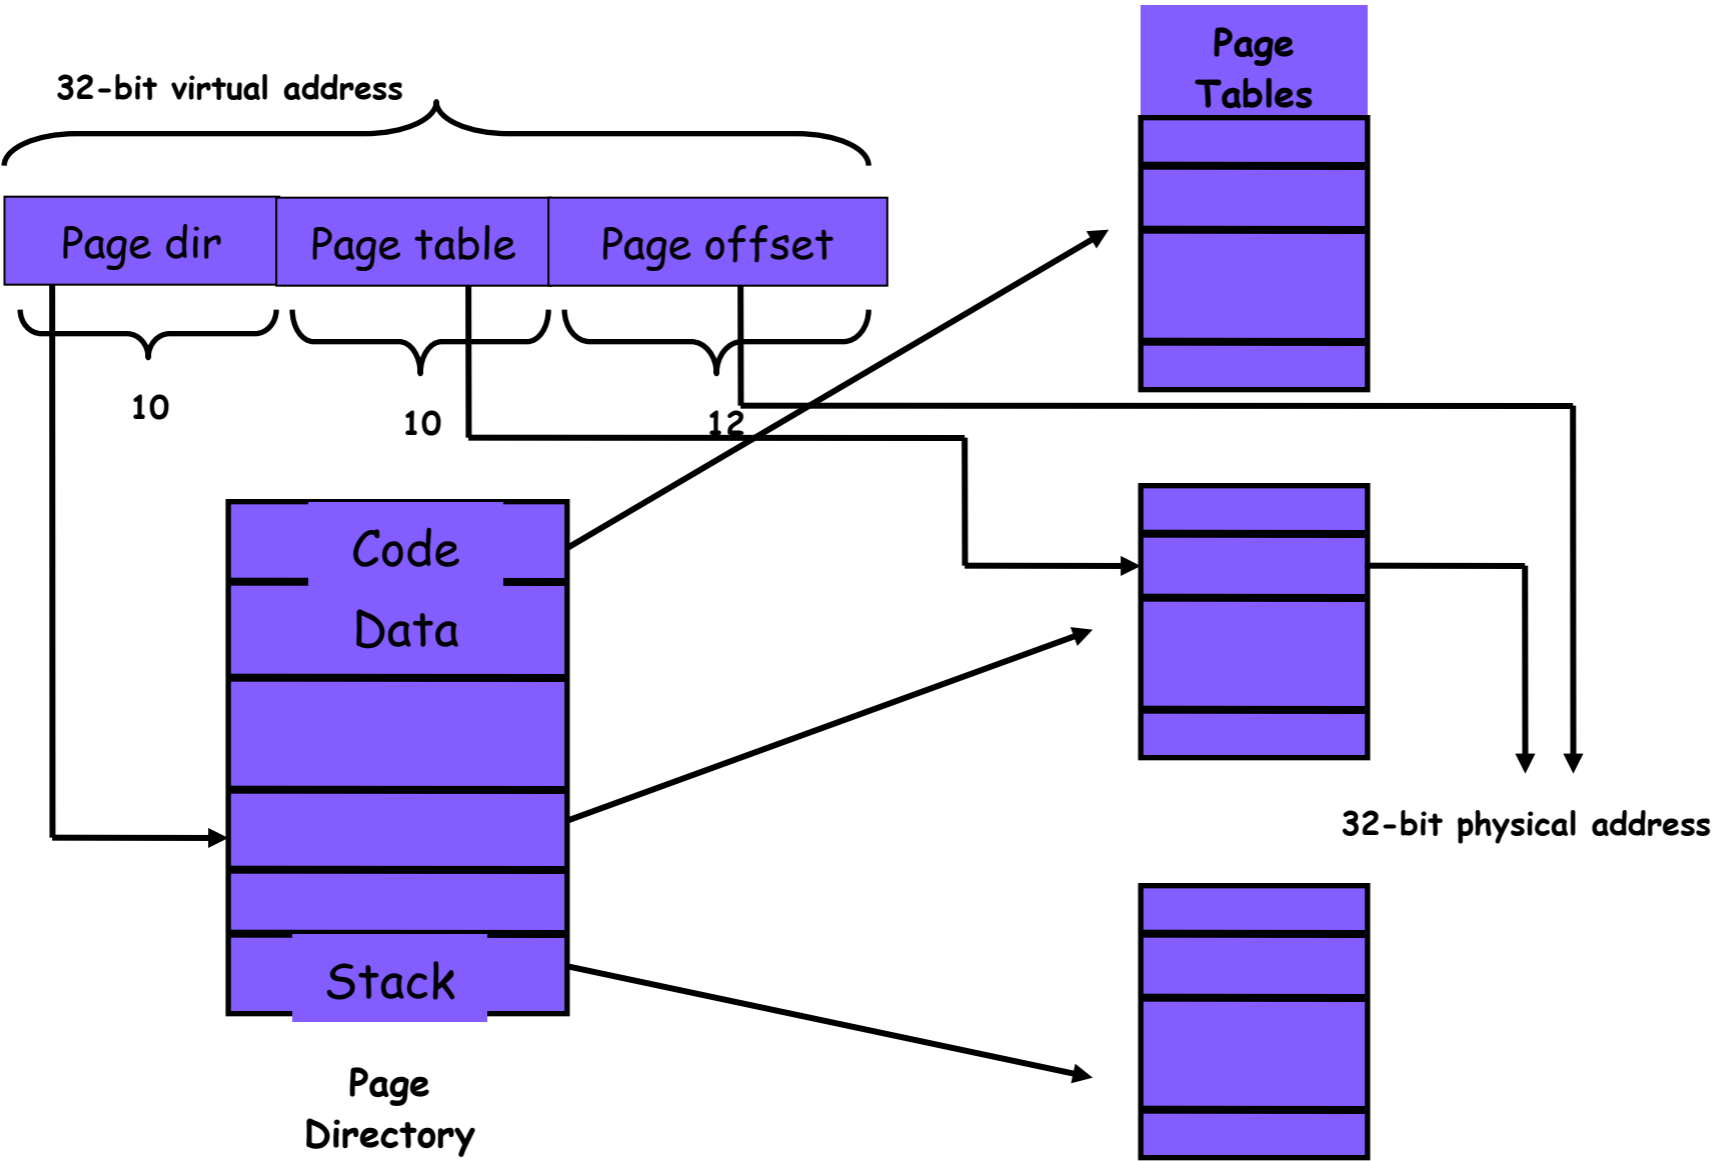 Page
Tables
32-bit virtual address
Page dir
Page table
Page offset
10
10
12
Code
Data
Stack
32-bit physical address
Page
Directory